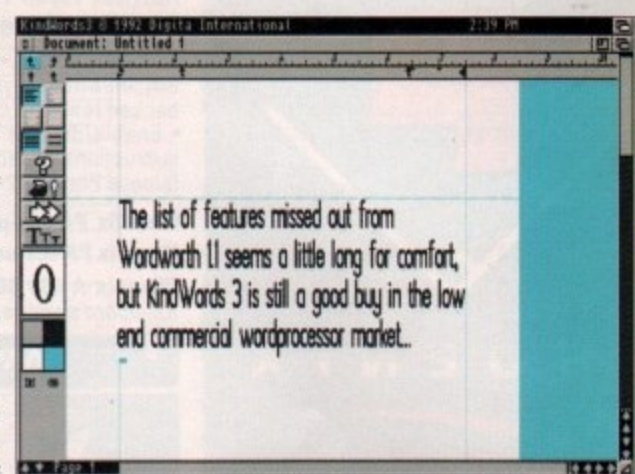 KindWords3 © 1992 Digita International 2:39 PM
Document: Untitled 1
The list of features missed out from
Wordworth 1.1 seems a little long for comfort,
but KindWords 3 is still a good buy in the low
end commercial wordprocessor market...
TTT
0
Page 1